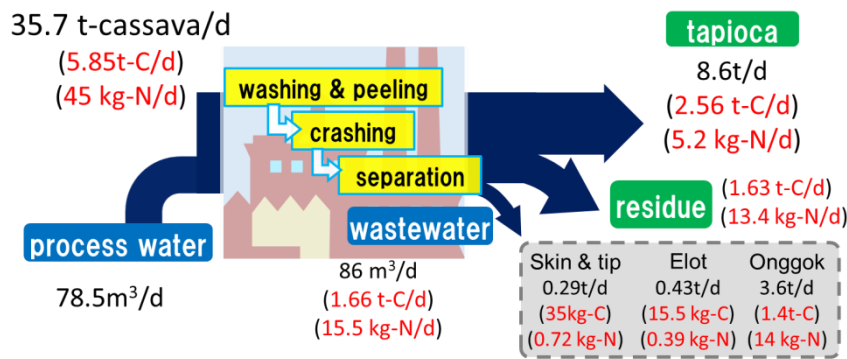 35.7 t-cassava/d
(5.85t-C/d)
(45 kg-N/d)
washing & peeling
crashing
separation
process water
78.5m³/d
wastewater
86 m³/d
(1.66 t-C/d)
(15.5 kg-N/d)
tapioca
8.6t/d
(2.56 t-C/d)
(5.2 kg-N/d)
residue
(1.63 t-C/d)
(13.4 kg-N/d)
Skin & tip
0.29t/d
(35kg-C)
(0.72 kg-N)
Elot
0.43t/d
(15.5 kg-C)
(0.39 kg-N)
Onggok
3.6t/d
(1.4t-C)
(14 kg-N)